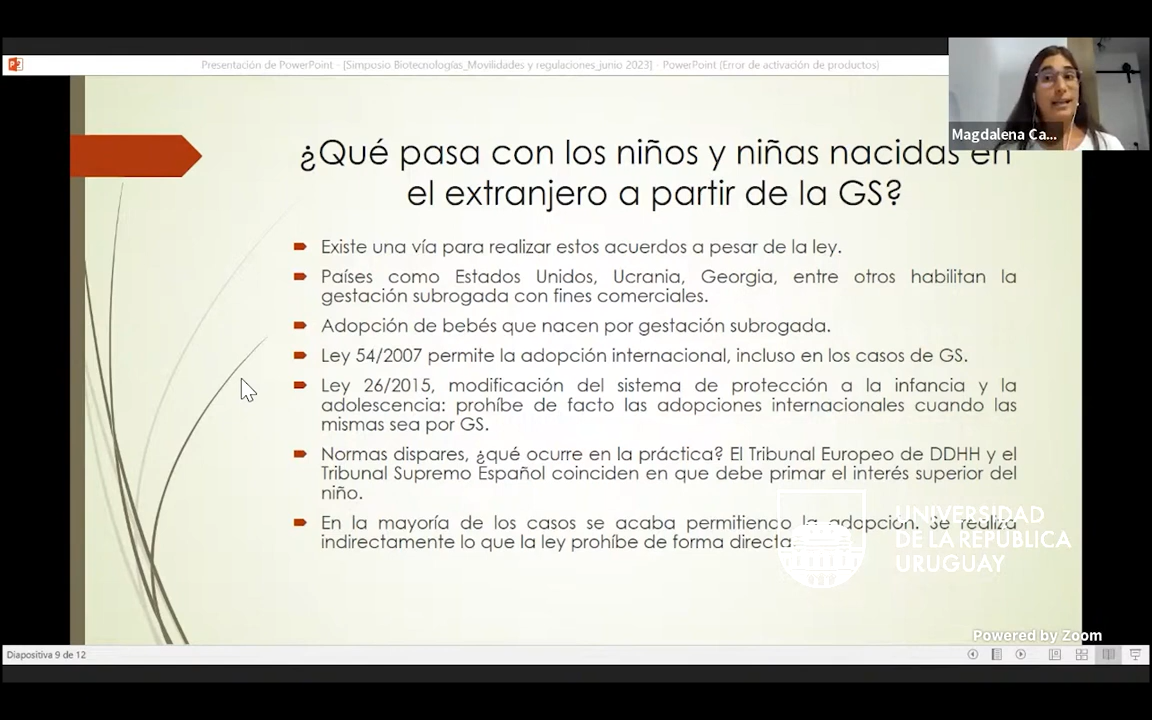 Presentación de PowerPoint - [Simposio Biotecnologías_Movilidades y regulaciones_junio 2023] - PowerPoint (Error de activación de productos)
Magdalena Ca...
¿Qué pasa con los niños y niñas nacidas en
el extranjero a partir de la GS?
Existe una vía para realizar estos acuerdos a pesar de la ley.
Países como Estados Unidos, Ucrania, Georgia, entre otros habilitan la
gestación subrogada con fines comerciales.
Adopción de bebés que nacen por gestación subrogada.
Ley 54/2007 permite la adopción internacional, incluso en los casos de GS.
Ley 26/2015, modificación del sistema de protección a la infancia y la
adolescencia: prohíbe de facto las adopciones internacionales cuando las
mismas sea por GS.
Normas dispares, ¿qué ocurre en la práctica? El Tribunal Europeo de DDHH y el
Tribunal Supremo Español coinciden en que debe primar el interés superior del
niño.
En la mayoría de los casos se acaba permitiendo la adopción. Se realiza
indirectamente lo que la ley prohíbe de forma directa.
UNIVERSIDAD
DE LA REPÚBLICA
URUGUAY
Powered by Zoom
Diapositiva 9 de 12